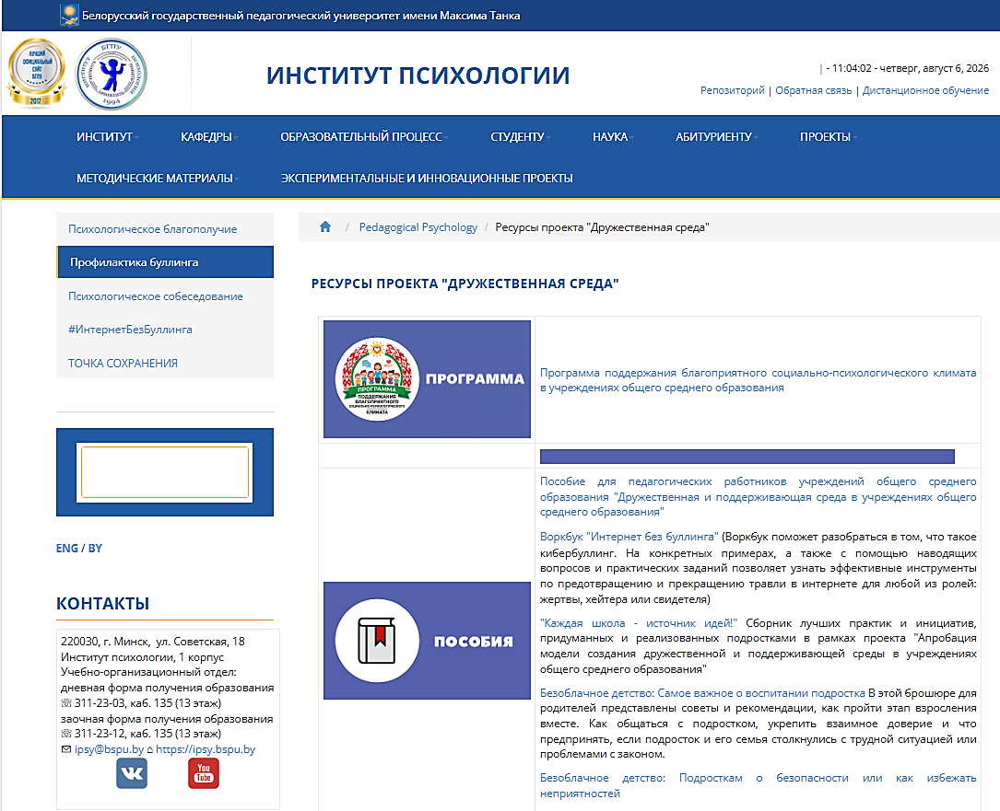 Белорусский государственный педагогический университет имени Максима Танка
ЛУЧШИЙ
ОФИЦИАЛЬНЫЙ
САЙТ
БГПУ
2017
БГПУ
ИНСТИТУТ ПСИХОЛОГИИ
1994
ИНСТИТУТ ПСИХОЛОГИИ
| - 11:04:02 - четверг, август 6, 2026
Репозиторий | Обратная связь | Дистанционное обучение
ИНСТИТУТ КАФЕДРЫ ОБРАЗОВАТЕЛЬНЫЙ ПРОЦЕСС СТУДЕНТУ НАУКА АБИТУРИЕНТУ ПРОЕКТЫ
МЕТОДИЧЕСКИЕ МАТЕРИАЛЫ ЭКСПЕРИМЕНТАЛЬНЫЕ И ИННОВАЦИОННЫЕ ПРОЕКТЫ
Психологическое благополучие
Профилактика буллинга
Психологическое собеседование
#ИнтернетБезБуллинга
ТОЧКА СОХРАНЕНИЯ
ENG / BY
КОНТАКТЫ
220030, г. Минск, ул. Советская, 18
Институт психологии, 1 корпус
Учебно-организационный отдел:
дневная форма получения образования
☏ 311-23-03, каб. 135 (13 этаж)
заочная форма получения образования
☏ 311-23-12, каб. 135 (13 этаж)
✉ ipsy@bspu.by ⌂ https://ipsy.bspu.by
You
Tube
/ Pedagogical Psychology / Ресурсы проекта "Дружественная среда"
РЕСУРСЫ ПРОЕКТА "ДРУЖЕСТВЕННАЯ СРЕДА"
ПРОГРАММА
ПОДДЕРЖАНИЯ
БЛАГОПРИЯТНОГО
СОЦИАЛЬНО-ПСИХОЛОГИЧЕСКОГО
КЛИМАТА
ПРОГРАММА
Программа поддержания благоприятного социально-психологического климата
в учреждениях общего среднего образования
ПОСОБИЯ
Пособие для педагогических работников учреждений общего среднего
образования "Дружественная и поддерживающая среда в учреждениях общего
среднего образования"
Воркбук "Интернет без буллинга" (Воркбук поможет разобраться в том, что такое
кибербуллинг. На конкретных примерах, а также с помощью наводящих
вопросов и практических заданий позволяет узнать эффективные инструменты
по предотвращению и прекращению травли в интернете для любой из ролей:
жертвы, хейтера или свидетеля)
"Каждая школа - источник идей!" Сборник лучших практик и инициатив,
придуманных и реализованных подростками в рамках проекта "Апробация
модели создания дружественной и поддерживающей среды в учреждениях
общего среднего образования"
Безоблачное детство: Самое важное о воспитании подростка В этой брошюре для
родителей представлены советы и рекомендации, как пройти этап взросления
вместе. Как общаться с подростком, укрепить взаимное доверие и что
предпринять, если подросток и его семья столкнулись с трудной ситуацией или
проблемами с законом.
Безоблачное детство: Подросткам о безопасности или как избежать
неприятностей